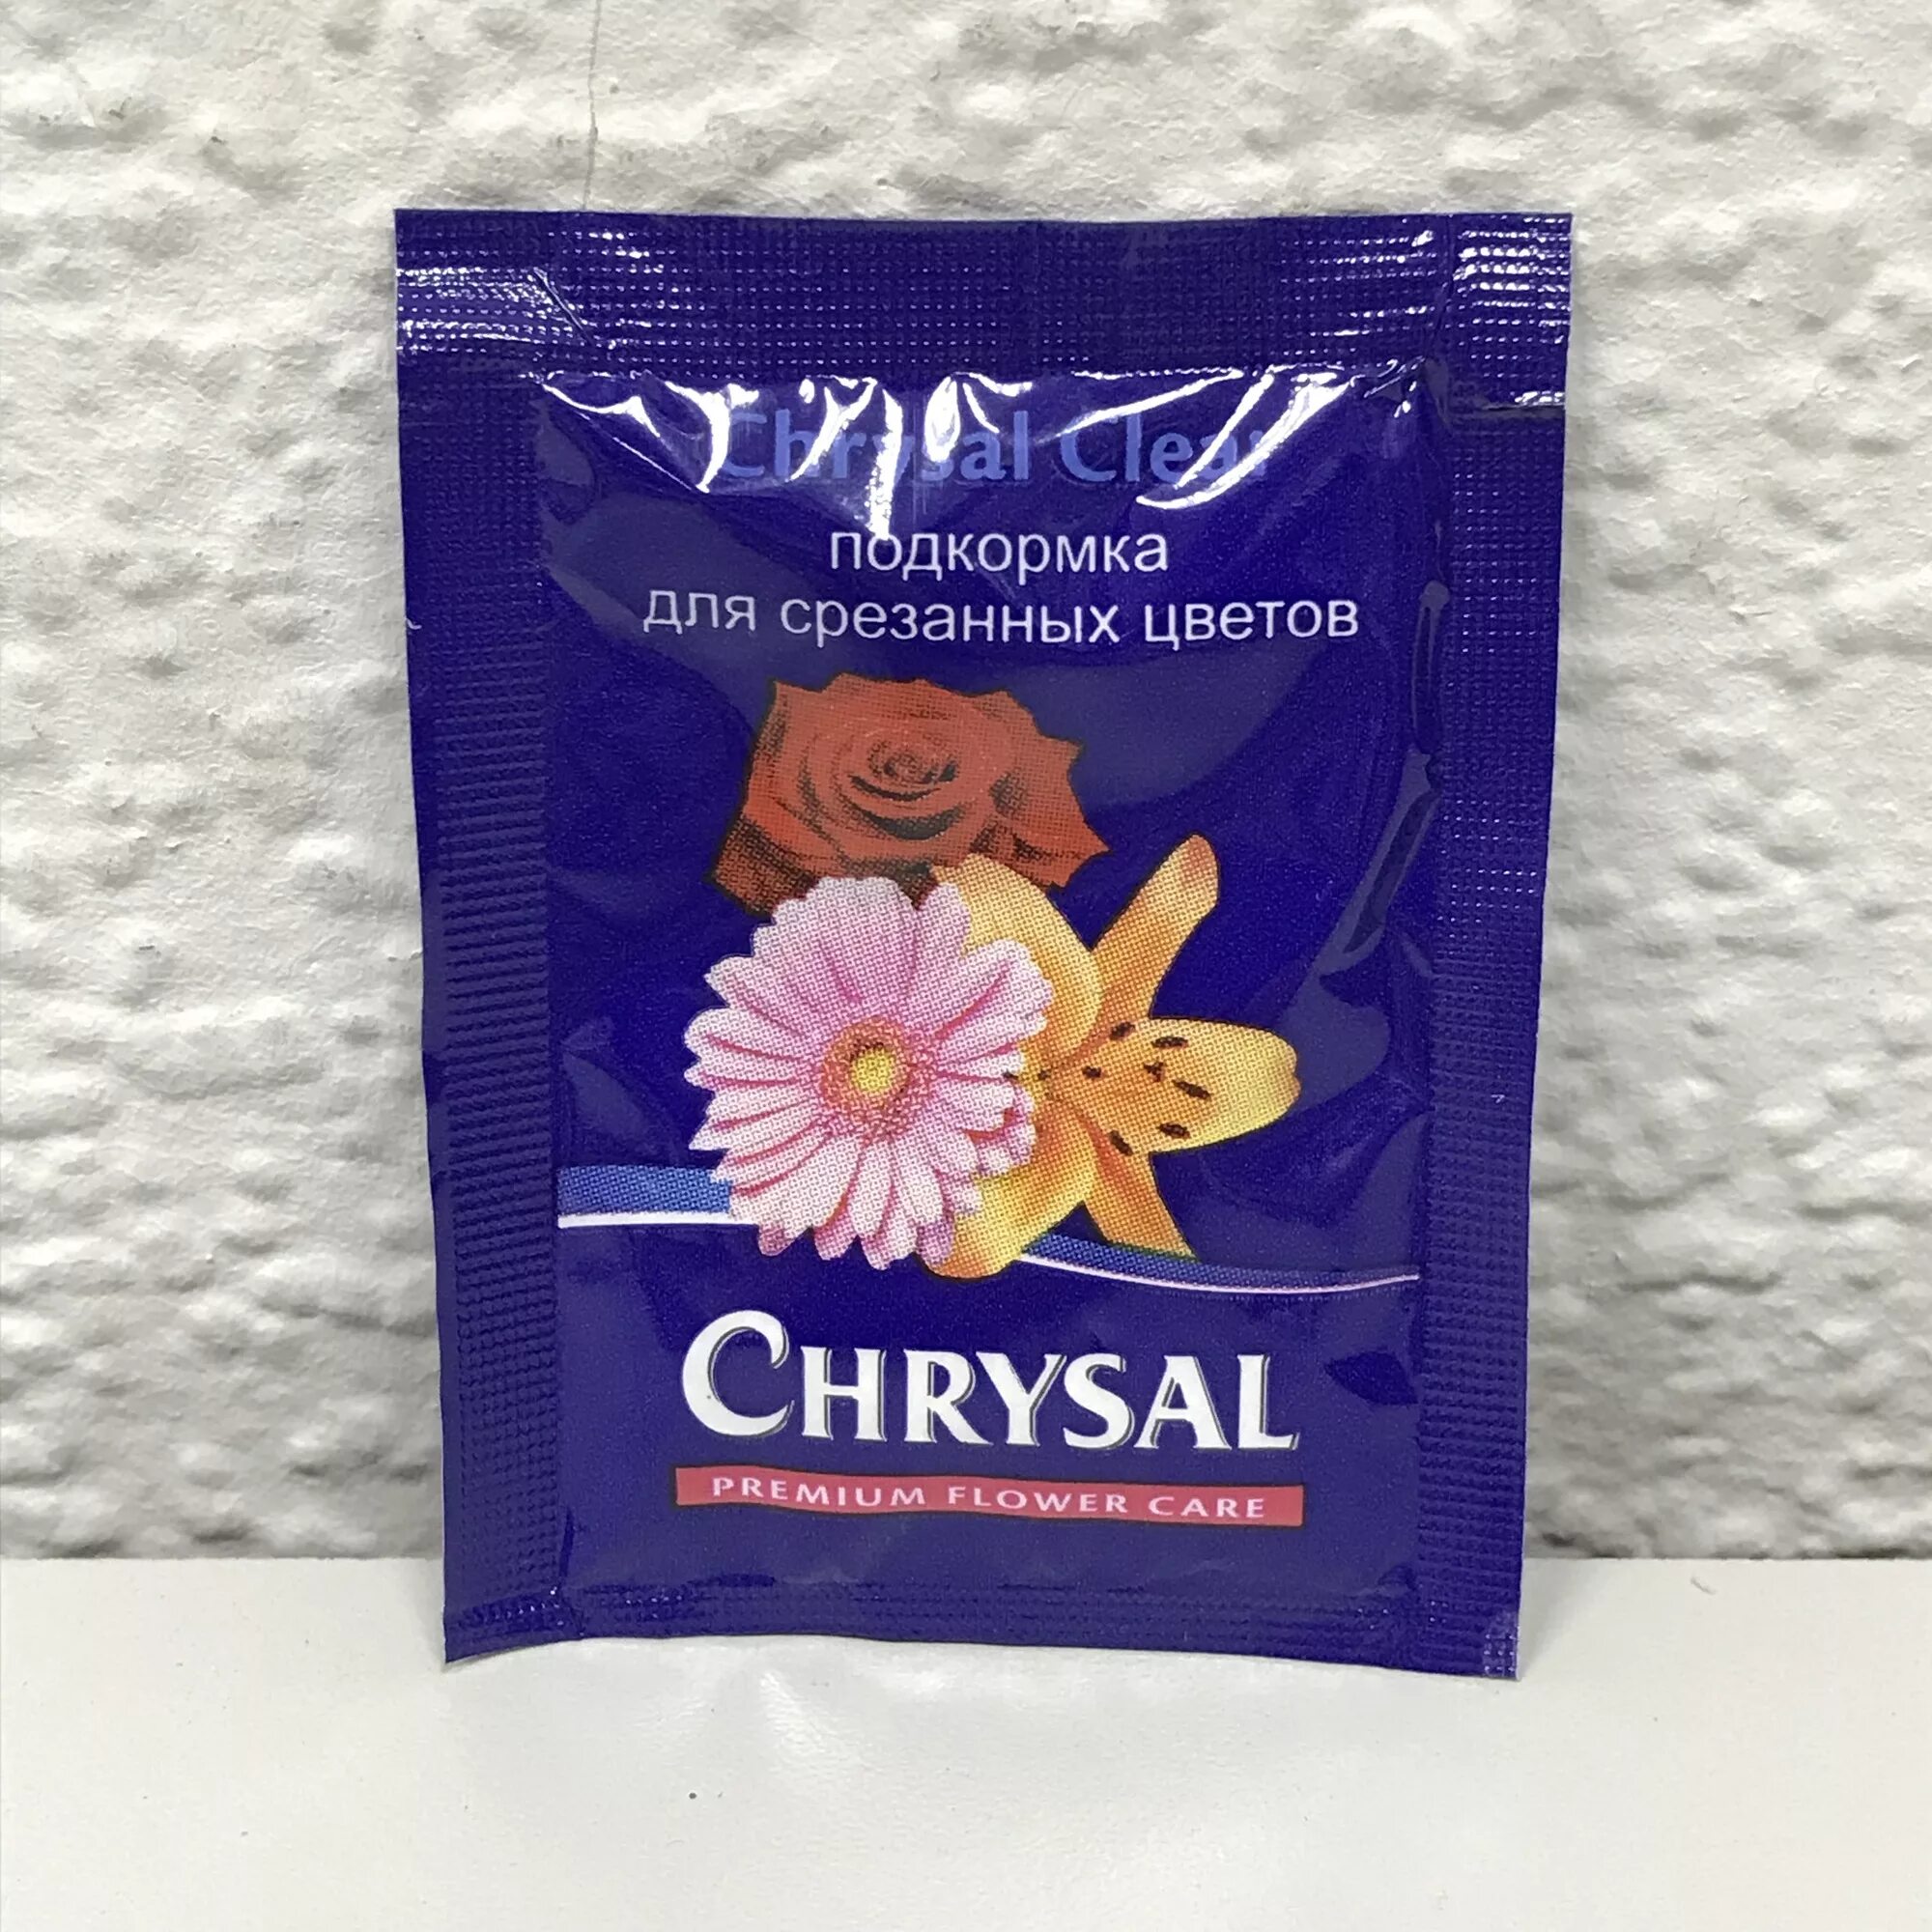 Chrysal Clear
подкормка
для срезанных цветов
CHRYSAL
PREMIUM FLOWER CARE